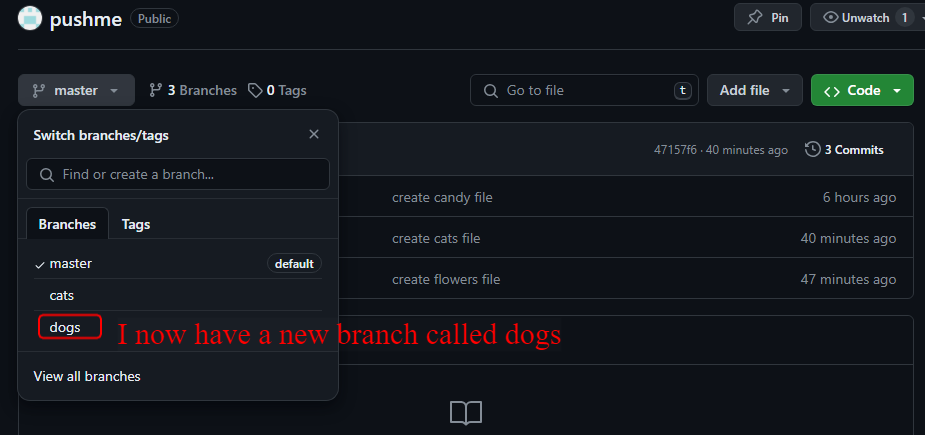 pushme Public Pin Unwatch 1
master 3 Branches 0 Tags Go to file t Add file Code
Switch branches/tags
47157f6 · 40 minutes ago 3 Commits
Find or create a branch...
create candy file 6 hours ago
Branches Tags
create cats file 40 minutes ago
master default
create flowers file 47 minutes ago
cats
dogs I now have a new branch called dogs
View all branches